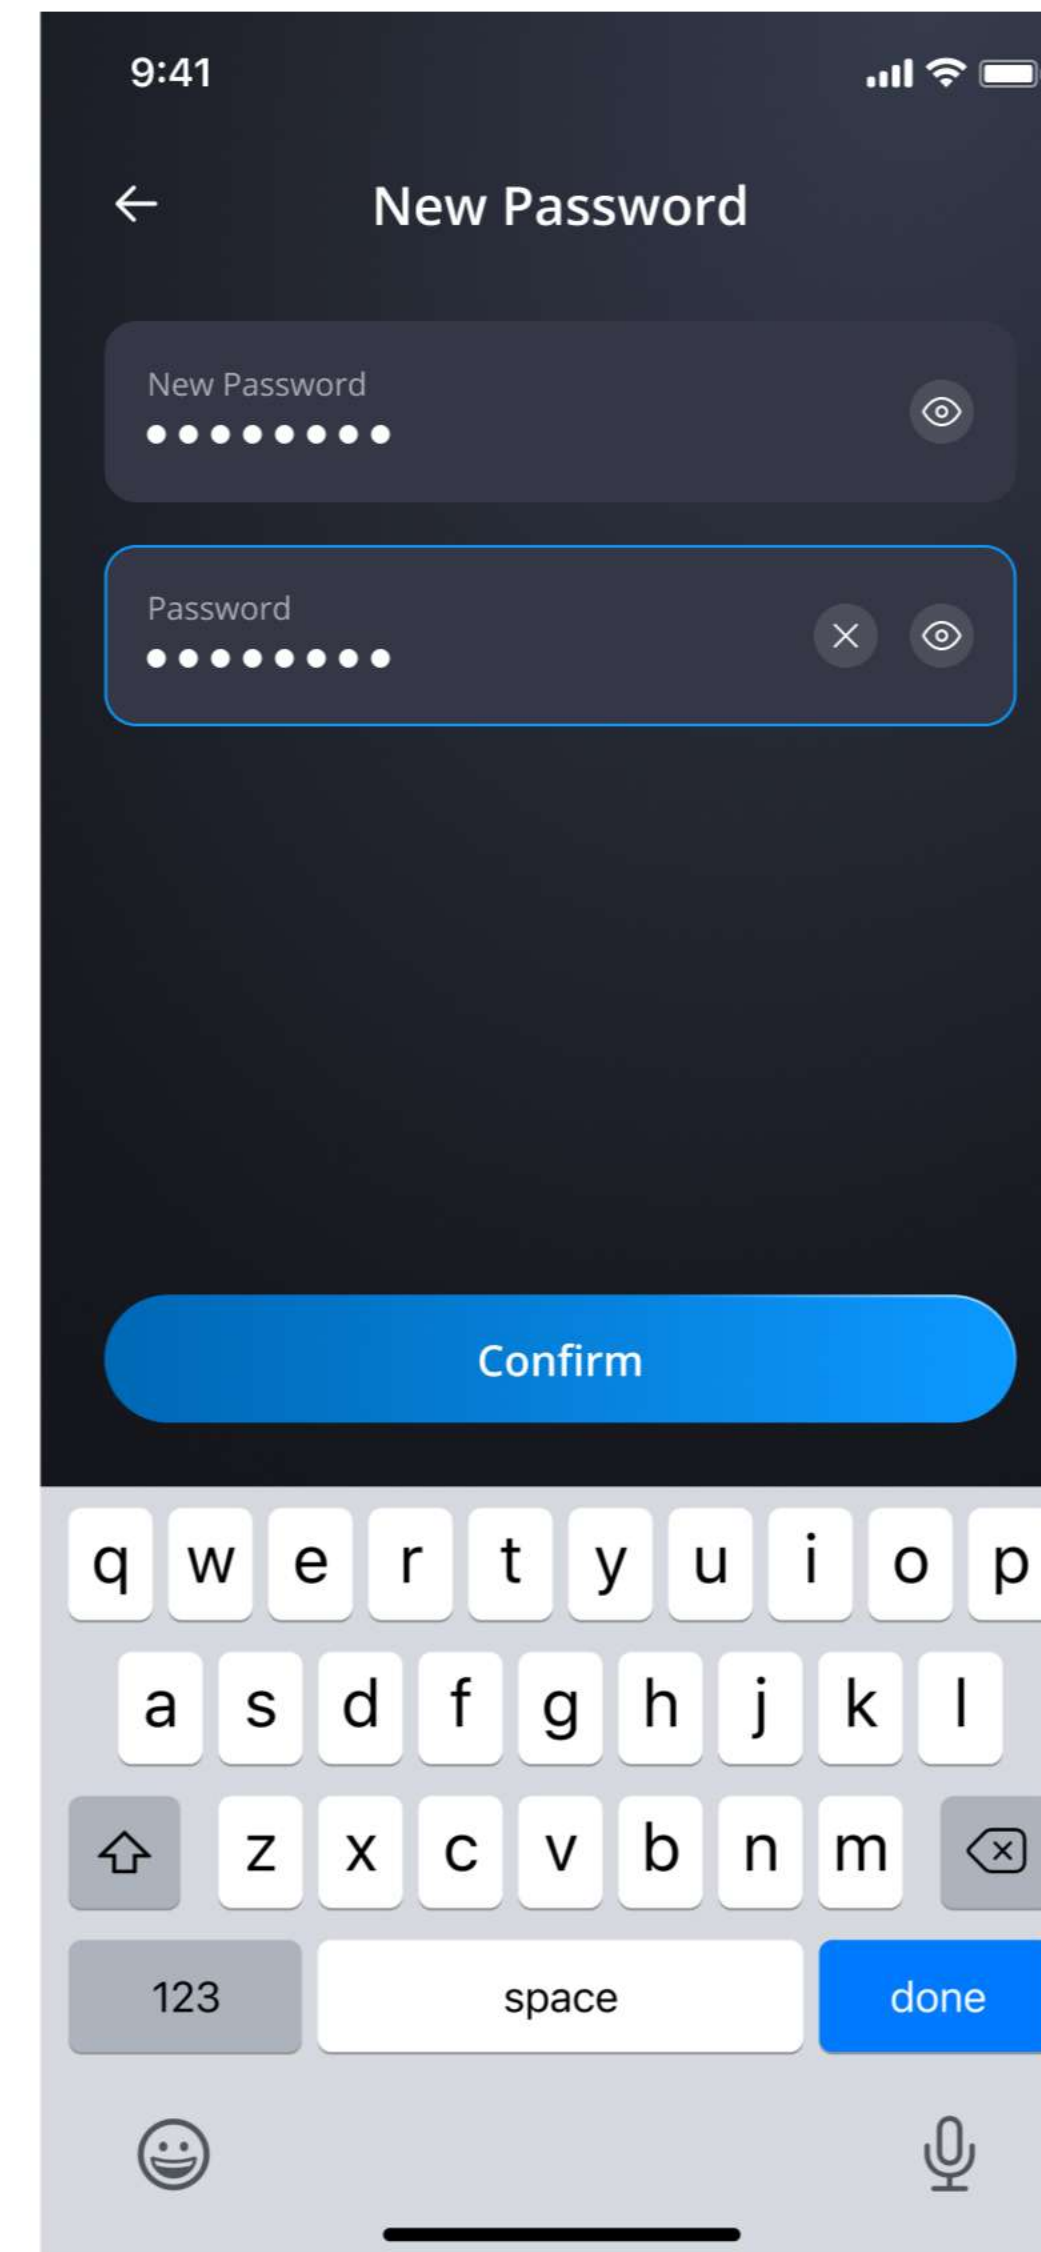 9:41
New Password
New Password
••••••••
Password
••••••••
Confirm
q w e r t y u i o p
a s d f g h j k l
z x c v b n m
123 space done